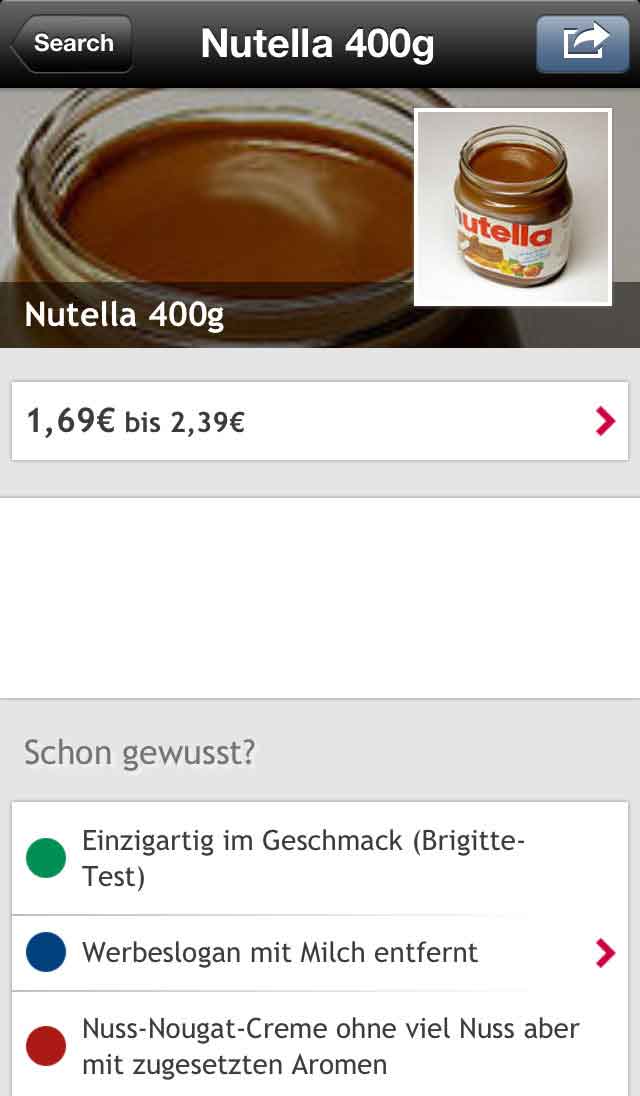 Search
Nutella 400g
nutella
Nutella 400g
1,69€ bis 2,39€
Schon gewusst?
Einzigartig im Geschmack (Brigitte-
Test)
Werbeslogan mit Milch entfernt
Nuss-Nougat-Creme ohne viel Nuss aber
mit zugesetzten Aromen